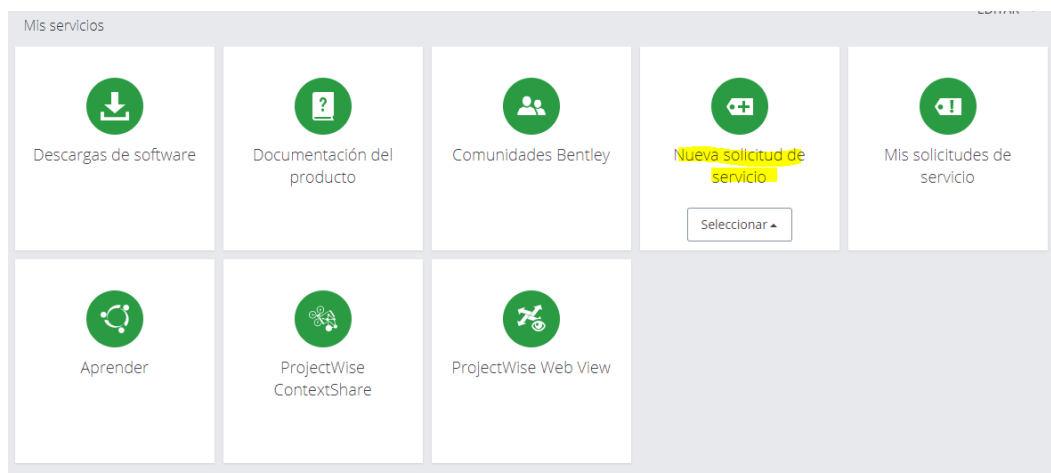 Mis servicios
Descargas de software
Documentación del
producto
Comunidades Bentley
Nueva solicitud de
servicio
Seleccionar
Mis solicitudes de
servicio
Aprender
ProjectWise
ContextShare
ProjectWise Web View